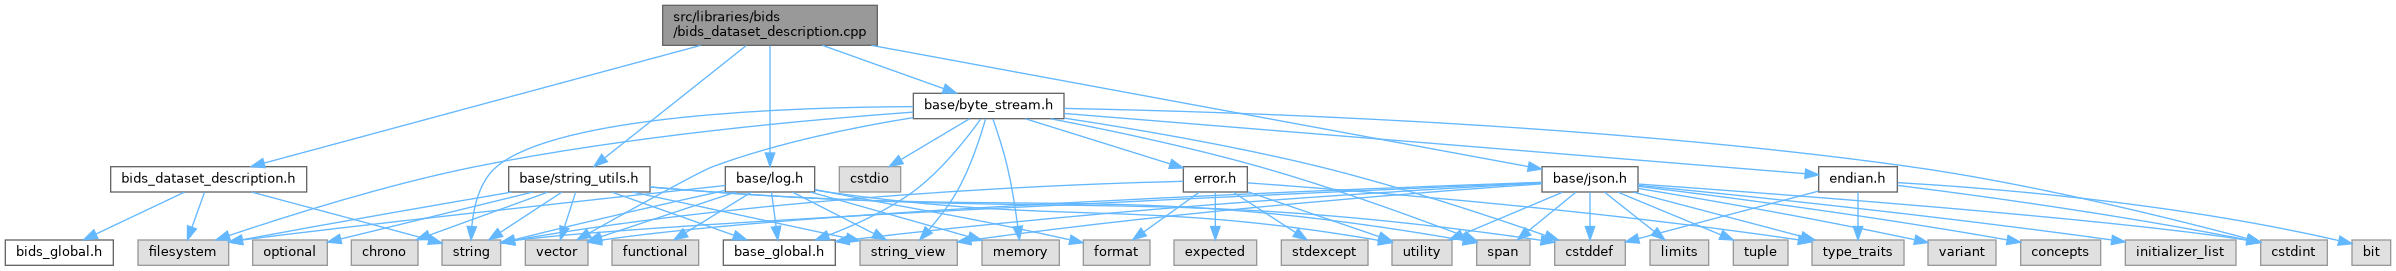 src/libraries/bids
/bids_dataset_description.cpp
base/byte_stream.h
bids_dataset_description.h
base/string_utils.h
base/log.h
cstdio
error.h
base/json.h
endian.h
bids_global.h
filesystem
optional
chrono
string
vector
functional
base_global.h
string_view
memory
format
expected
stdexcept
utility
span
cstddef
limits
tuple
type_traits
variant
concepts
initializer_list
cstdint
bit